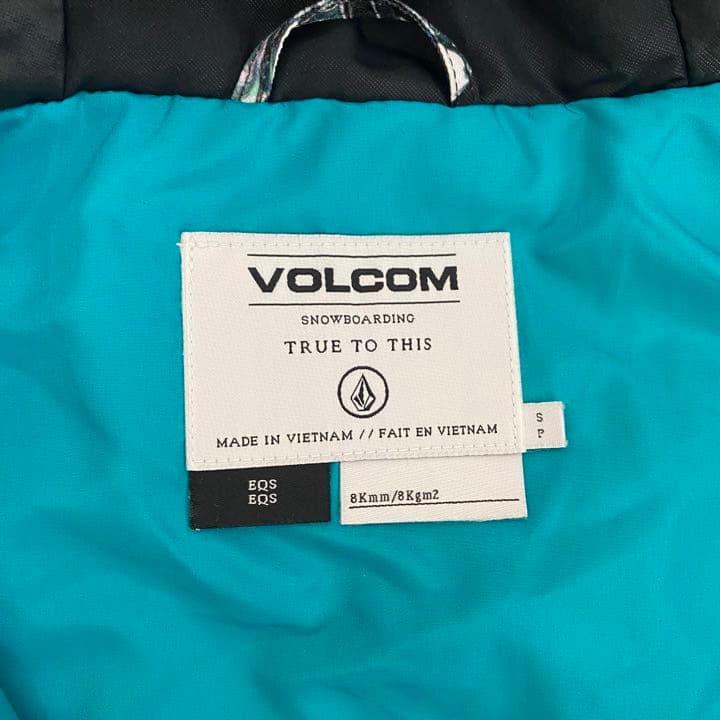 VOLCOM
SNOWBOARDING
TRUE TO THIS
MADE IN VIETNAM // FAIT EN VIETNAM
S
P
EQS
EQS
8Kmm/8Kgm2